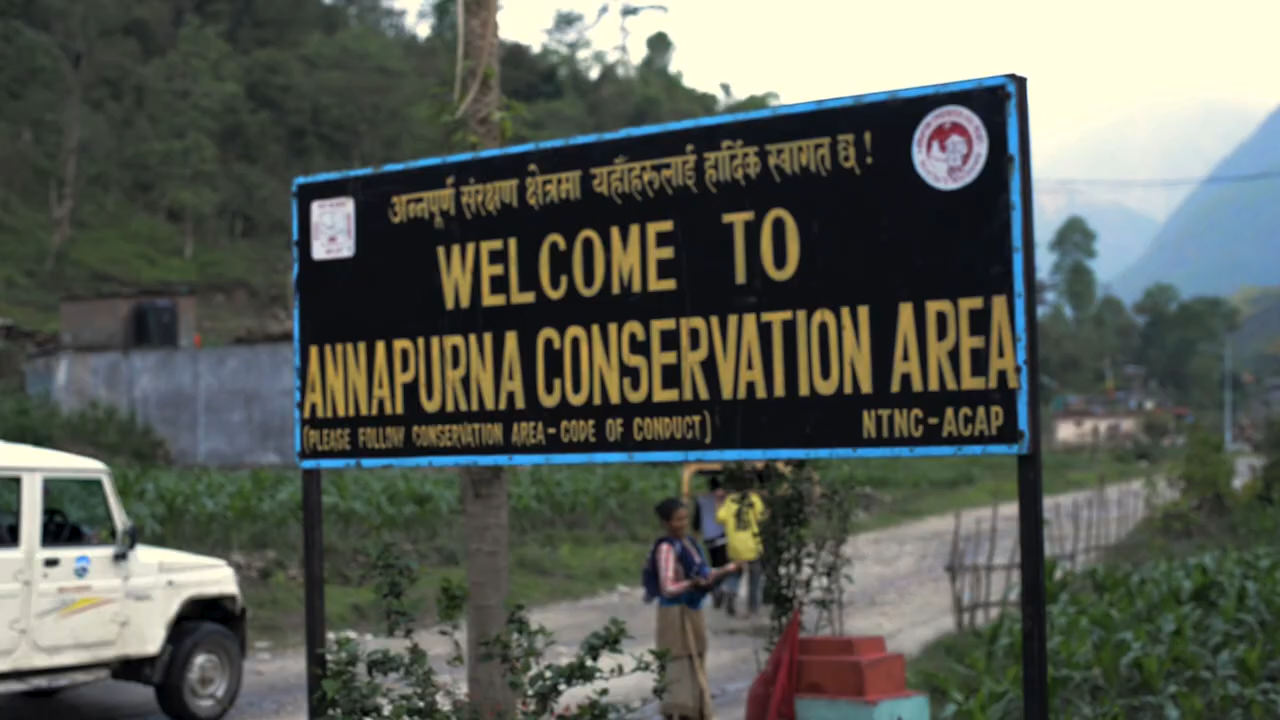 अन्नपूर्ण संरक्षण क्षेत्रमा यहाँहरूलाई हार्दिक स्वागत छ !
WELCOME TO
ANNAPURNA CONSERVATION AREA
(PLEASE FOLLOW CONSERVATION AREA-CODE OF CONDUCT)
NTNC-ACAP